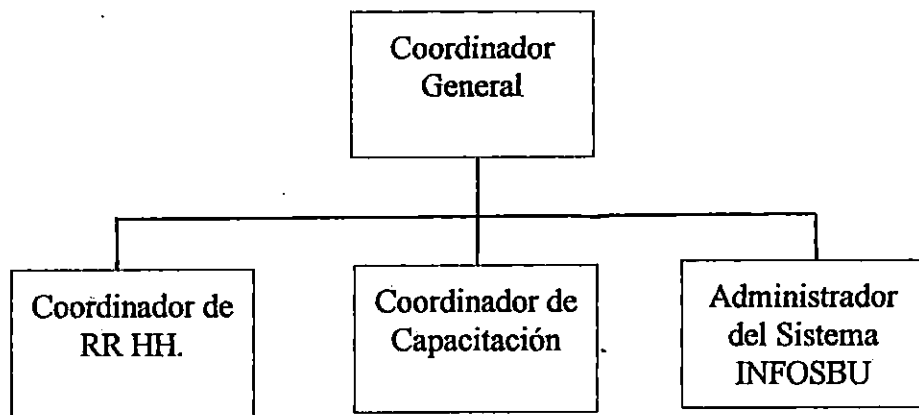 Coordinador
General
Coordinador de
RR HH.
Coordinador de
Capacitación
Administrador
del Sistema
INFOSBU